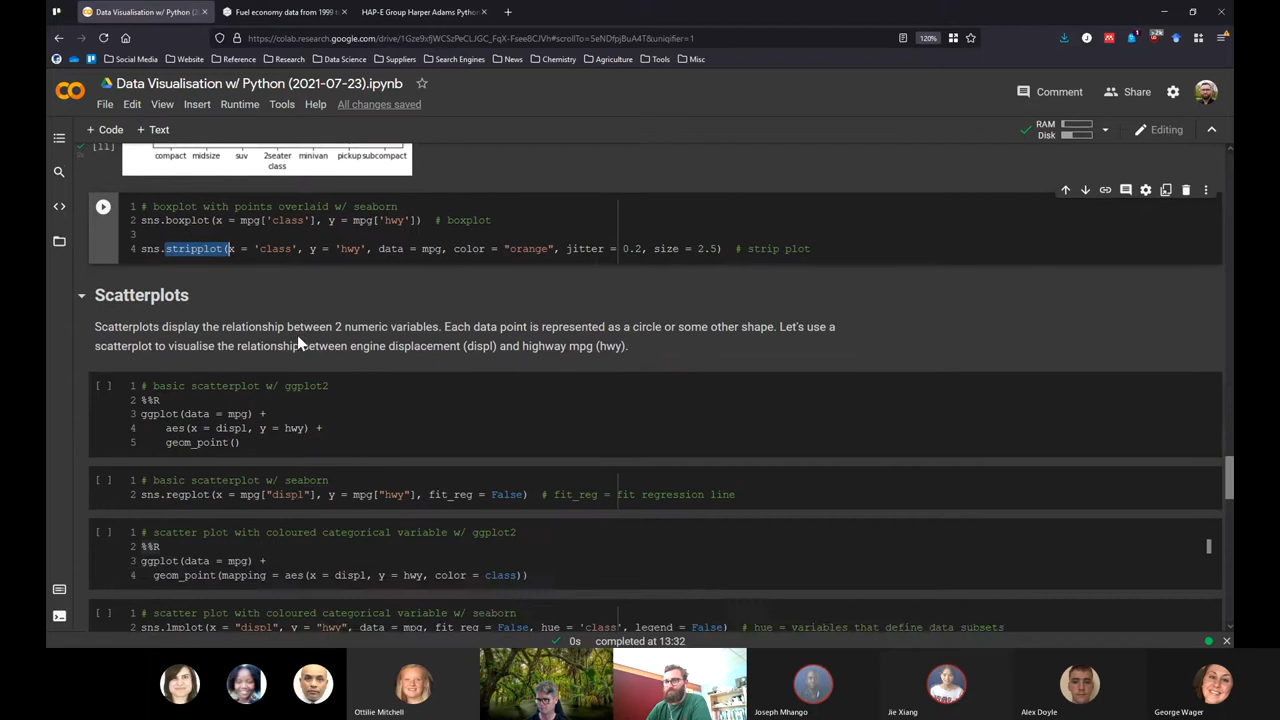 Data Visualisation w/ Python (20
Fuel economy data from 1999 t
HAP-E Group Harper Adams Python
https://colab.research.google.com/drive/1Gze9xfjWCSzPeCLJGC_FqX-Fsee8CJuB#scrollTo=5eNDfpjBuA4T&uniqifier=1
120%
Social Media
Website
Reference
Research
Data Science
Suppliers
Search Engines
News
Chemistry
Agriculture
Tools
Misc
Data Visualisation w/ Python (2021-07-23).ipynb
File Edit View Insert Runtime Tools Help All changes saved
Comment
Share
+ Code + Text
RAM
Disk
Editing
[11]
compact midsize suv 2seater minivan pickup subcompact
class
1 # boxplot with points overlaid w/ seaborn
2 sns.boxplot(x = mpg['class'], y = mpg['hwy']) # boxplot
3
4 sns.stripplot(x = 'class', y = 'hwy', data = mpg, color = "orange", jitter = 0.2, size = 2.5) # strip plot
Scatterplots
Scatterplots display the relationship between 2 numeric variables. Each data point is represented as a circle or some other shape. Let's use a
scatterplot to visualise the relationship between engine displacement (displ) and highway mpg (hwy).
[ ] 1 # basic scatterplot w/ ggplot2
2 %%R
3 ggplot(data = mpg) +
4 aes(x = displ, y = hwy) +
5 geom_point()
[ ] 1 # basic scatterplot w/ seaborn
2 sns.regplot(x = mpg["displ"], y = mpg["hwy"], fit_reg = False) # fit_reg = fit regression line
[ ] 1 # scatter plot with coloured categorical variable w/ ggplot2
2 %%R
3 ggplot(data = mpg) +
4 geom_point(mapping = aes(x = displ, y = hwy, color = class))
[ ] 1 # scatter plot with coloured categorical variable w/ seaborn
2 sns.lmplot(x = "displ", y = "hwy", data = mpg, fit_reg = False, hue = 'class', legend = False) # hue = variables that define data subsets
0s completed at 13:32
Ottilie Mitchell
Joseph Mhango
Jie Xiang
Alex Doyle
George Wager